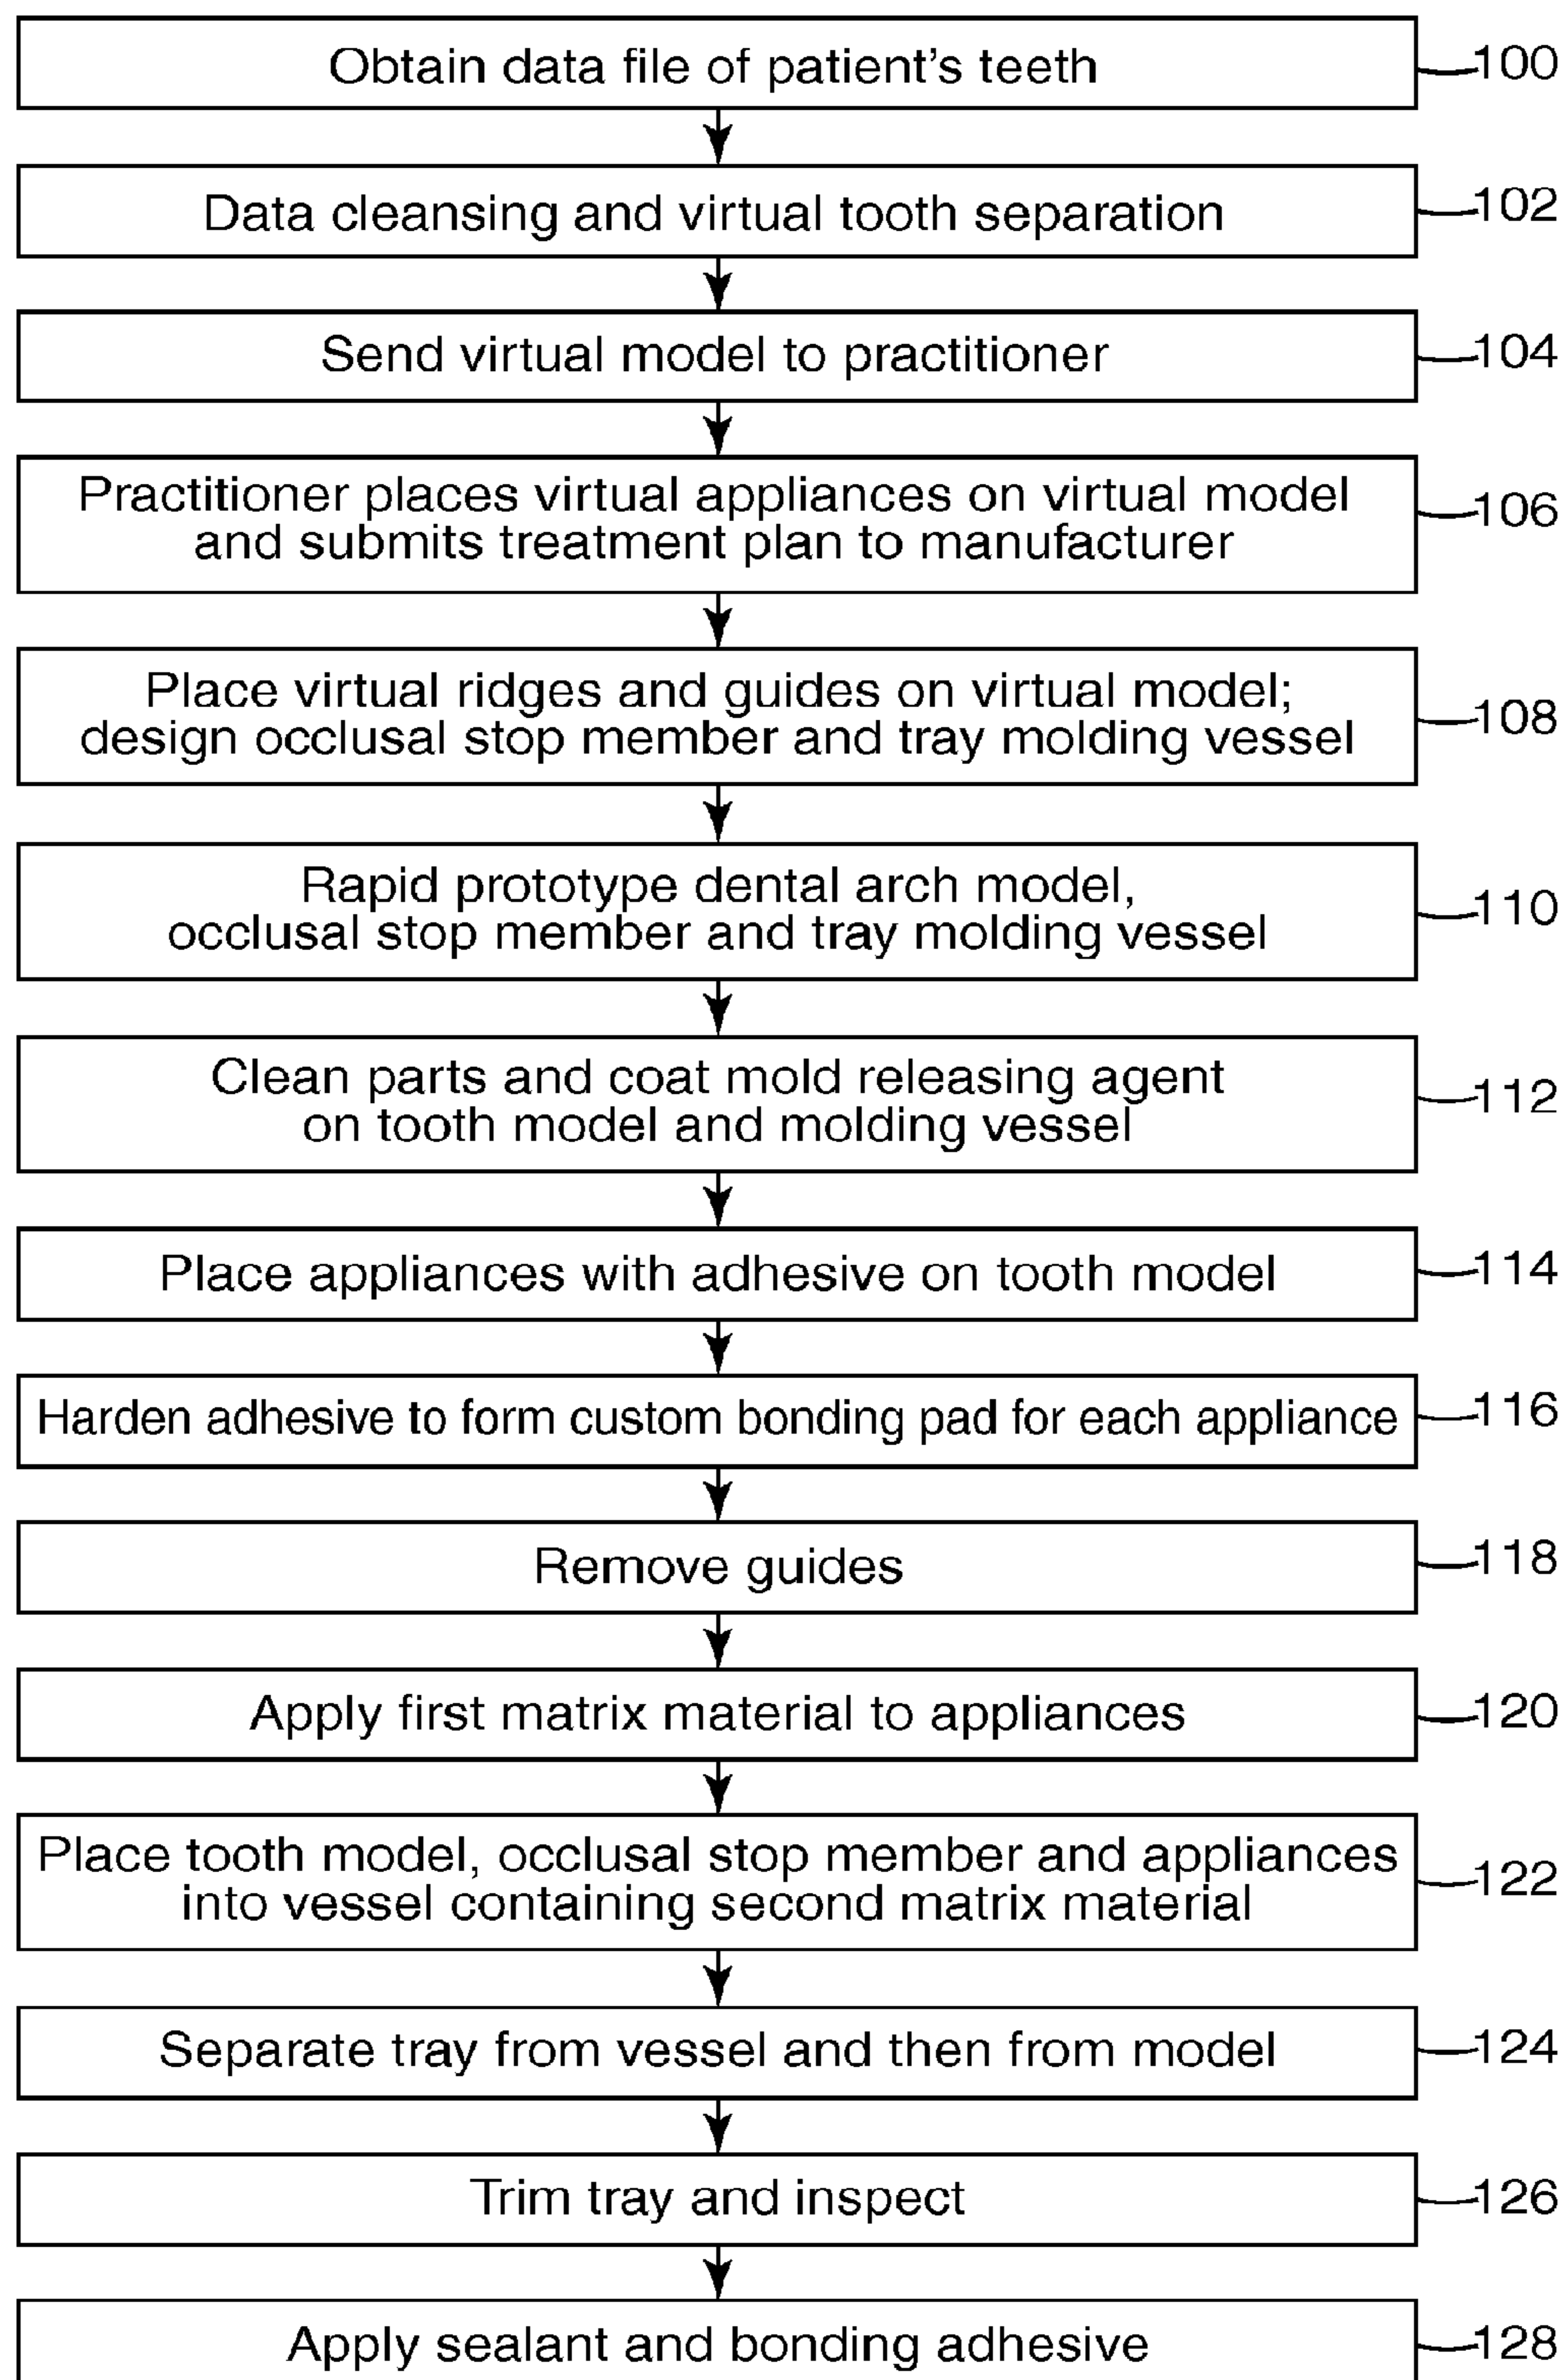 Obtain data file of patient's teeth 100
Data cleansing and virtual tooth separation 102
Send virtual model to practitioner 104
Practitioner places virtual appliances on virtual model
and submits treatment plan to manufacturer 106
Place virtual ridges and guides on virtual model;
design occlusal stop member and tray molding vessel 108
Rapid prototype dental arch model,
occlusal stop member and tray molding vessel 110
Clean parts and coat mold releasing agent
on tooth model and molding vessel 112
Place appliances with adhesive on tooth model 114
Harden adhesive to form custom bonding pad for each appliance 116
Remove guides 118
Apply first matrix material to appliances 120
Place tooth model, occlusal stop member and appliances
into vessel containing second matrix material 122
Separate tray from vessel and then from model 124
Trim tray and inspect 126
Apply sealant and bonding adhesive 128